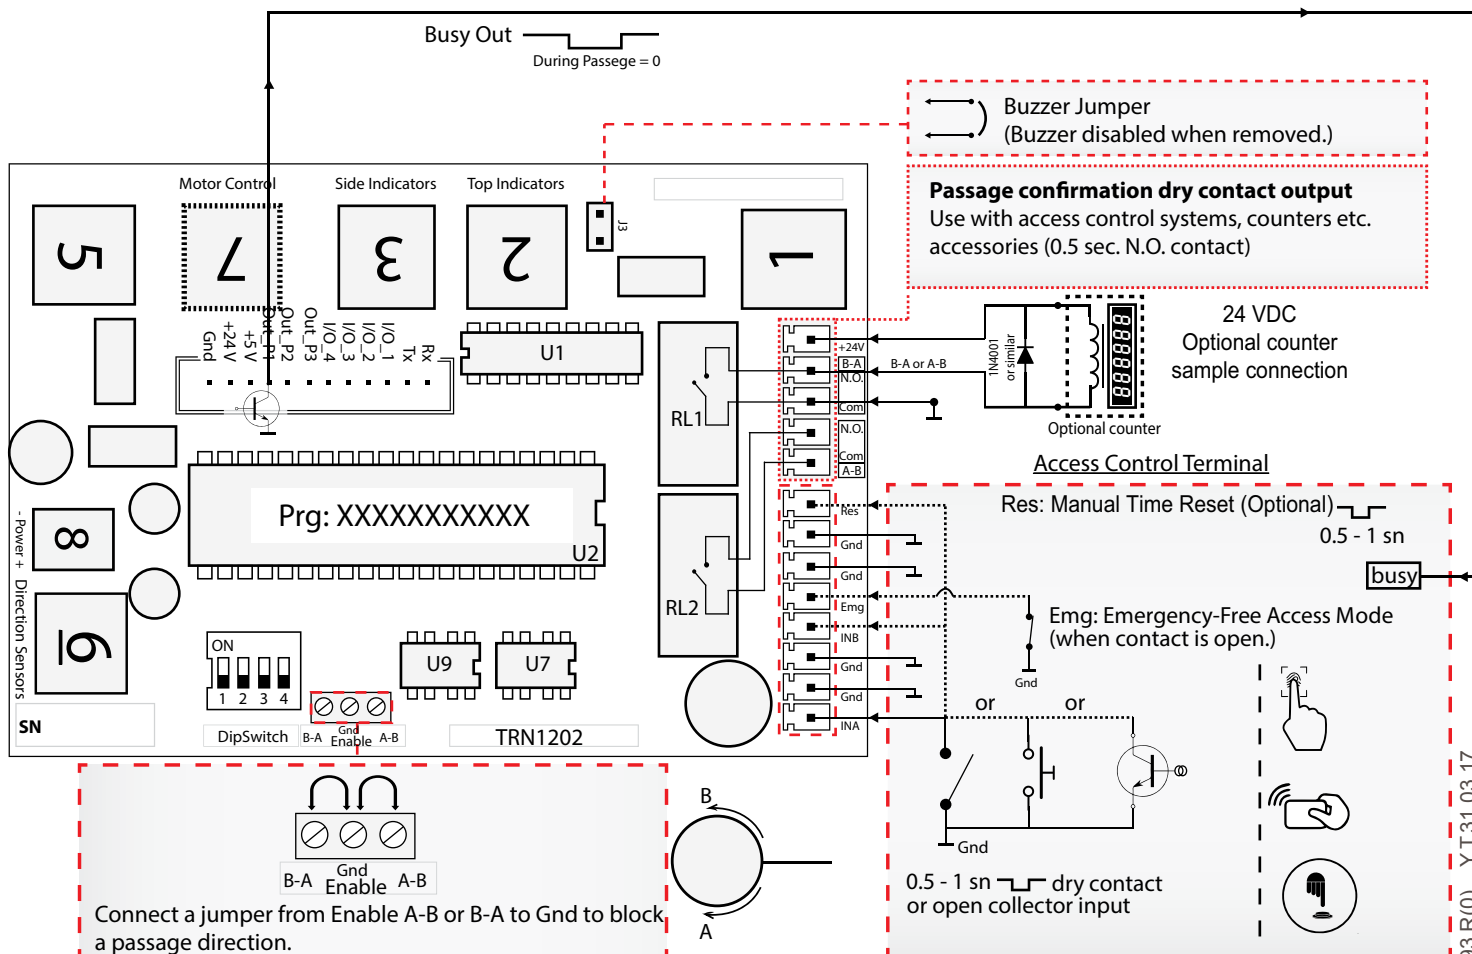 Busy Out
During Passege = 0
Buzzer Jumper
(Buzzer disabled when removed.)
Passage confirmation dry contact output
Use with access control systems, counters etc.
accessories (0.5 sec. N.O. contact)
Motor Control
Side Indicators
Top Indicators
J3
5
7
3
2
1
Gnd
+24V
+5V
Out_P1
Out_P2
Out_P3
I/O_4
I/O_3
I/O_2
I/O_1
Tx
Rx
U1
RL1
+24V
B-A
N.O.
Com
N.O.
Com
A-B
B-A or A-B
1N4001
or similar
888888
Optional counter
24 VDC
Optional counter
sample connection
Access Control Terminal
Prg: XXXXXXXXXXX
U2
8
6
- Power +
Direction Sensors
RL2
Res
Gnd
Gnd
Emg
INB
Gnd
Gnd
INA
Res: Manual Time Reset (Optional)
0.5 - 1 sn
busy
Emg: Emergency-Free Access Mode
(when contact is open.)
Gnd
or
or
Gnd
0.5 - 1 sn dry contact
or open collector input
ON
1 2 3 4
DipSwitch
U9
U7
B-A
Gnd
Enable
A-B
TRN1202
SN
B-A
Gnd
Enable
A-B
Connect a jumper from Enable A-B or B-A to Gnd to block
a passage direction.
B
A
93 R(0) Y.T.31.03.17